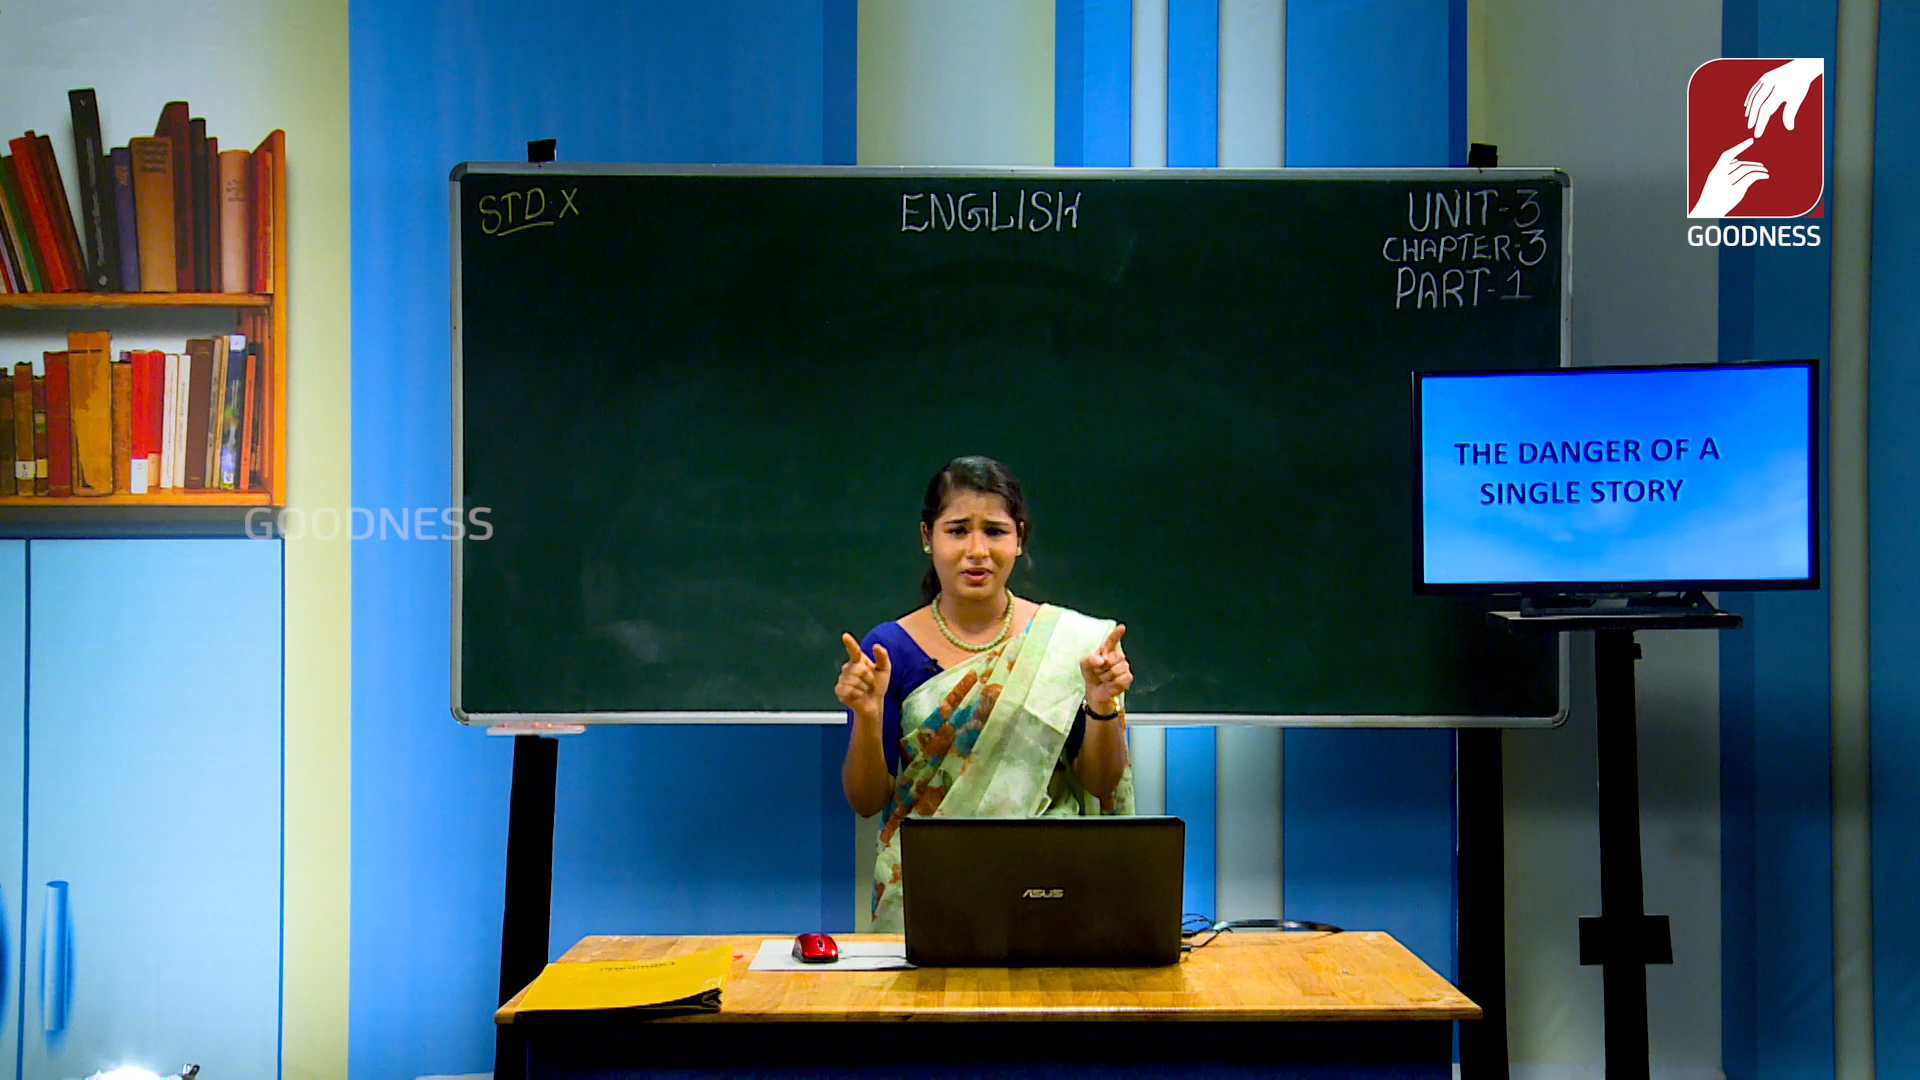 STD X
ENGLISH
UNIT-3
CHAPTER-3
PART-1
GOODNESS
THE DANGER OF A
SINGLE STORY
GOODNESS
ASUS